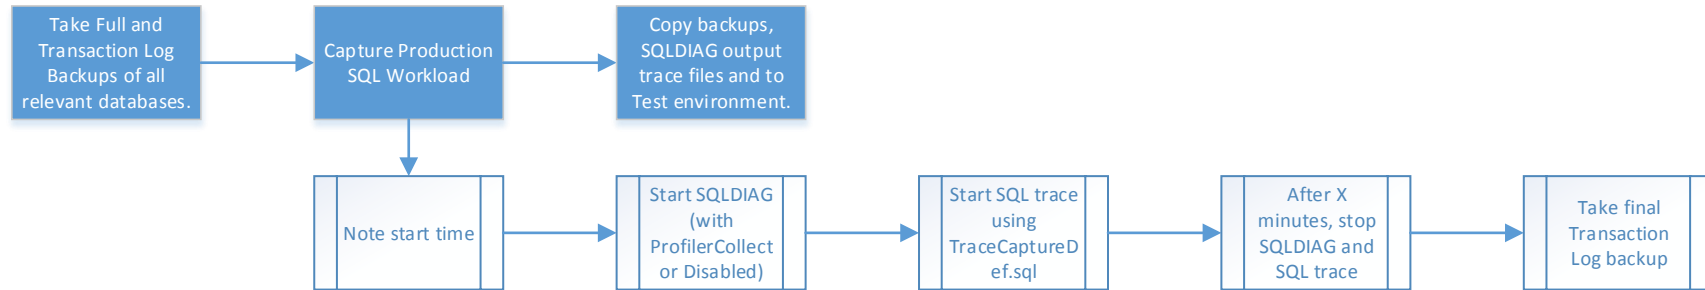 Take Full and
Transaction Log
Backups of all
relevant databases.
Capture Production
SQL Workload
Copy backups,
SQLDIAG output
trace files and to
Test environment.
Note start time
Start SQLDIAG
(with
ProfilerCollect
or Disabled)
Start SQL trace
using
TraceCaptureD
ef.sql
After X
minutes, stop
SQLDIAG and
SQL trace
Take final
Transaction
Log backup